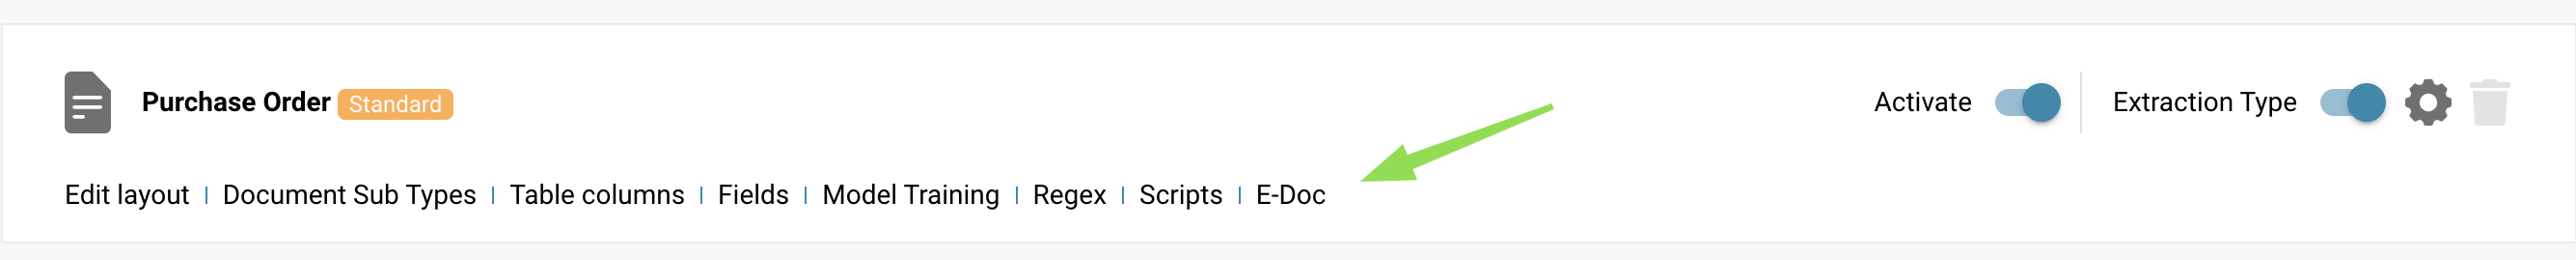 Purchase Order Standard Activate Extraction Type
Edit layout | Document Sub Types | Table columns | Fields | Model Training | Regex | Scripts | E-Doc